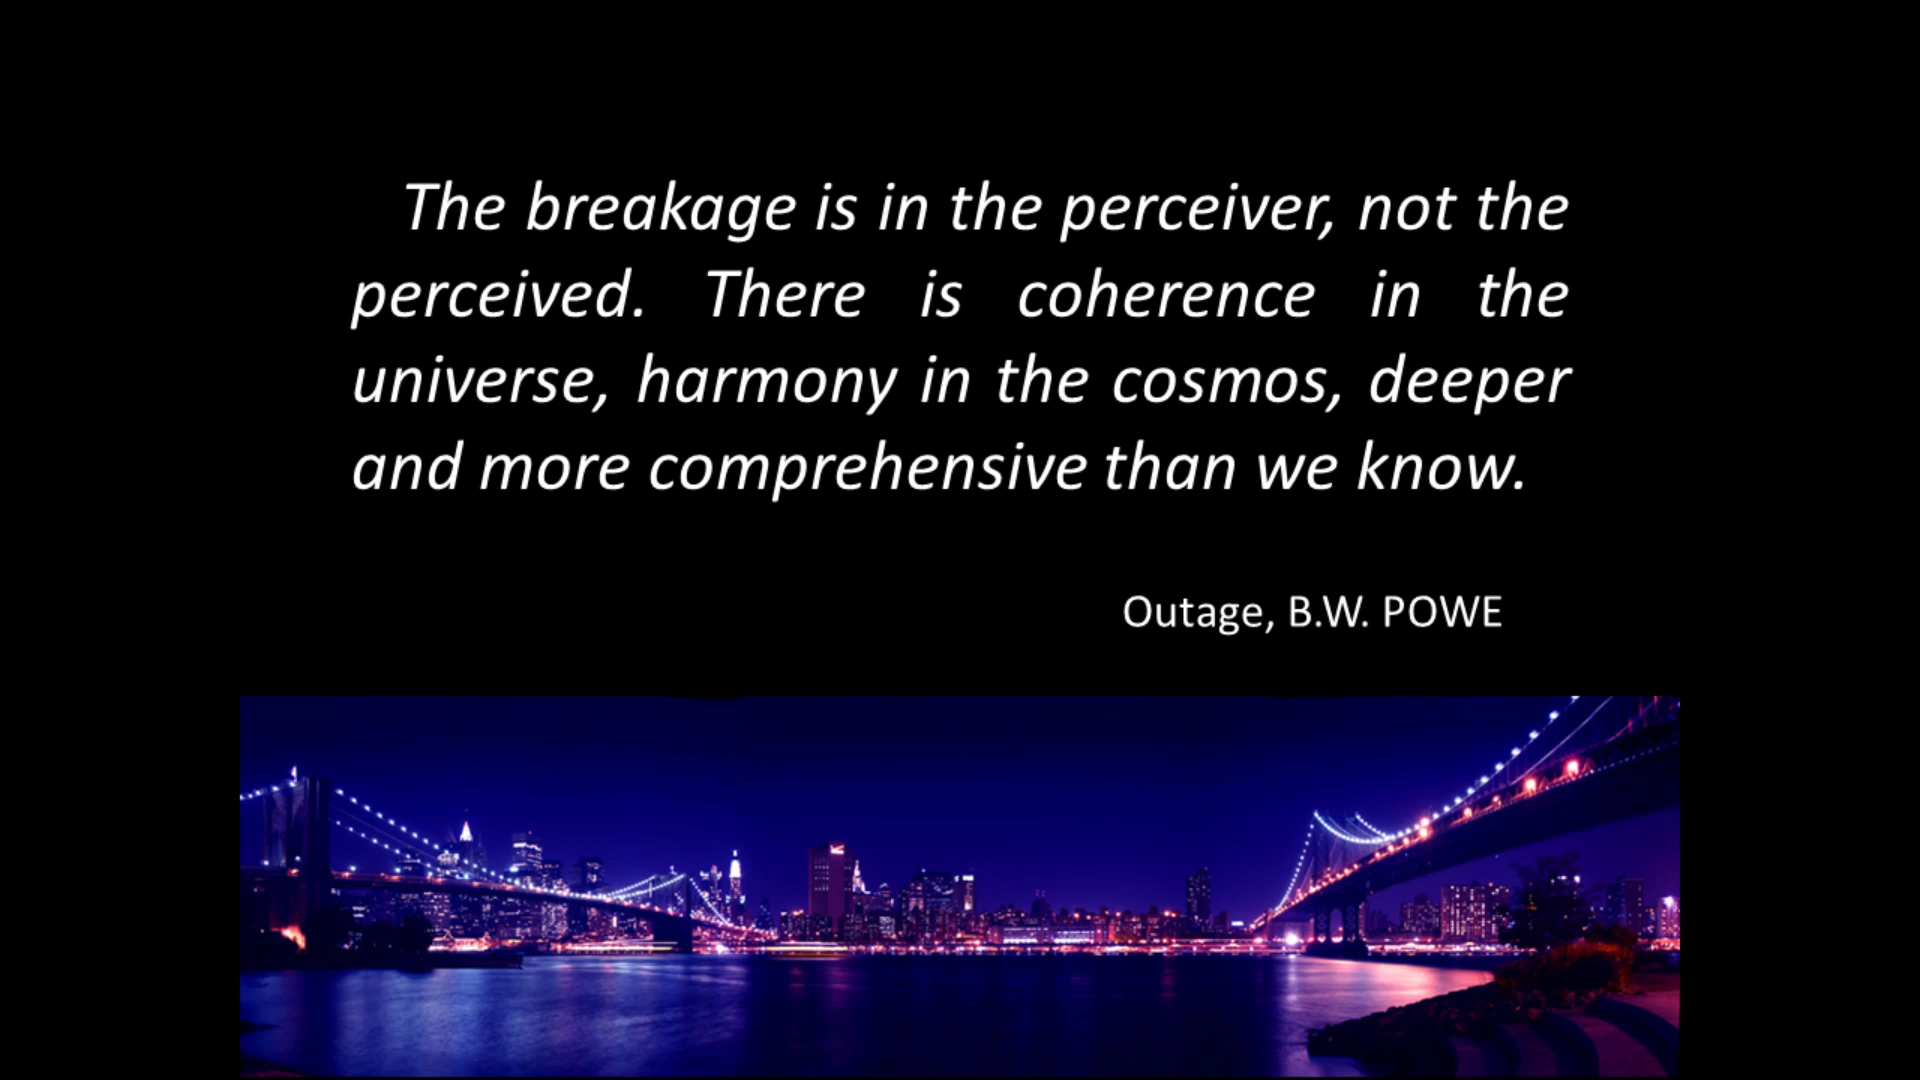 The breakage is in the perceiver, not the
perceived. There is coherence in the
universe, harmony in the cosmos, deeper
and more comprehensive than we know.
Outage, B.W. POWE